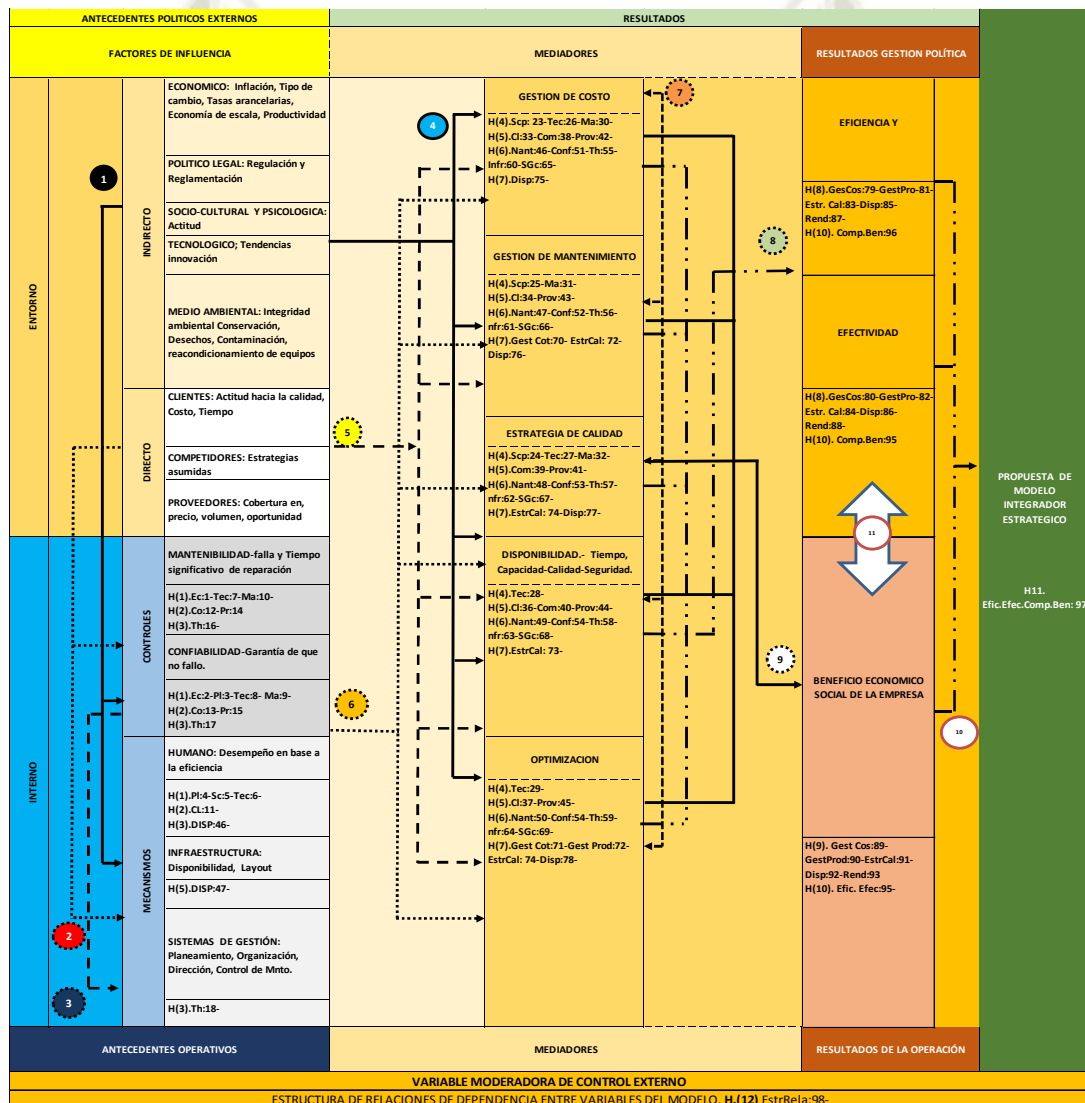 ANTECEDENTES POLITICOS EXTERNOS
RESULTADOS
FACTORES DE INFLUENCIA
MEDIADORES
RESULTADOS GESTION POLÍTICA
ENTORNO
INDIRECTO
ECONOMICO: Inflación, Tipo de
cambio, Tasas arancelarias,
Economía de escala, Productividad
POLITICO LEGAL: Regulación y
Reglamentación
SOCIO-CULTURAL Y PSICOLOGICA:
Actitud
TECNOLOGICO; Tendencias
innovación
MEDIO AMBIENTAL: Integridad
ambiental Conservación,
Desechos, Contaminación,
reacondicionamiento de equipos
DIRECTO
CLIENTES: Actitud hacia la calidad,
Costo, Tiempo
COMPETIDORES: Estrategias
asumidas
PROVEEDORES: Cobertura en,
precio, volumen, oportunidad
INTERNO
CONTROLES
MANTENIBILIDAD-falla y Tiempo
significativo de reparación
H(1).Ec:1-Tec:7-Ma:10-
H(2).Co:12-Pr:14
H(3).Th:16-
CONFIABILIDAD-Garantía de que
no fallo.
H(1).Ec:2-Pl:3-Tec:8- Ma:9-
H(2).Co:13-Pr:15
H(3).Th:17
MECANISMOS
HUMANO: Desempeño en base a
la eficiencia
H(1).Pl:4-Sc:5-Tec:6-
H(2).CL:11-
H(3).DISP:46-
INFRAESTRUCTURA:
Disponibilidad, Layout
H(5).DISP:47-
SISTEMAS DE GESTIÓN:
Planeamiento, Organización,
Dirección, Control de Mnto.
H(3).Th:18-
1
2
3
4
5
6
GESTION DE COSTO
H(4).Scp: 23-Tec:26-Ma:30-
H(5).Cl:33-Com:38-Prov:42-
H(6).Nant:46-Conf:51-Th:55-
Infr:60-SGc:65-
H(7).Disp:75-
GESTION DE MANTENIMIENTO
H(4).Scp:25-Ma:31-
H(5).Cl:34-Prov:43-
H(6).Nant:47-Conf:52-Th:56-
nfr:61-SGc:66-
H(7).Gest Cot:70- EstrCal: 72-
Disp:76-
ESTRATEGIA DE CALIDAD
H(4).Scp:24-Tec:27-Ma:32-
H(5).Com:39-Prov:41-
H(6).Nant:48-Conf:53-Th:57-
nfr:62-SGc:67-
H(7).EstrCal: 74-Disp:77-
DISPONIBILIDAD.- Tiempo,
Capacidad-Calidad-Seguridad.
H(4).Tec:28-
H(5).Cl:36-Com:40-Prov:44-
H(6).Nant:49-Conf:54-Th:58-
nfr:63-SGc:68-
H(7).EstrCal: 73-
OPTIMIZACION
H(4).Tec:29-
H(5).Cl:37-Prov:45-
H(6).Nant:50-Conf:54-Th:59-
nfr:64-SGc:69-
H(7).Gest Cot:71-Gest Prod:72-
EstrCal: 74-Disp:78-
7
8
9
EFICIENCIA Y
H(8).GesCos:79-GestPro-81-
Estr. Cal:83-Disp:85-
Rend:87-
H(10). Comp.Ben:96
EFECTIVIDAD
H(8).GesCos:80-GestPro-82-
Estr. Cal:84-Disp:86-
Rend:88-
H(10). Comp.Ben:95
11
BENEFICIO ECONOMICO
SOCIAL DE LA EMPRESA
H(9). Gest Cos:89-
GestProd:90-EstrCal:91-
Disp:92-Rend:93
H(10). Efic. Efec:95-
10
PROPUESTA DE
MODELO
INTEGRADOR
ESTRATEGICO
H11.
Efic.Efec.Comp.Ben: 97
ANTECEDENTES OPERATIVOS
MEDIADORES
RESULTADOS DE LA OPERACIÓN
VARIABLE MODERADORA DE CONTROL EXTERNO
ESTRUCTURA DE RELACIONES DE DEPENDENCIA ENTRE VARIABLES DEL MODELO. H.(12) EstrRela:98-